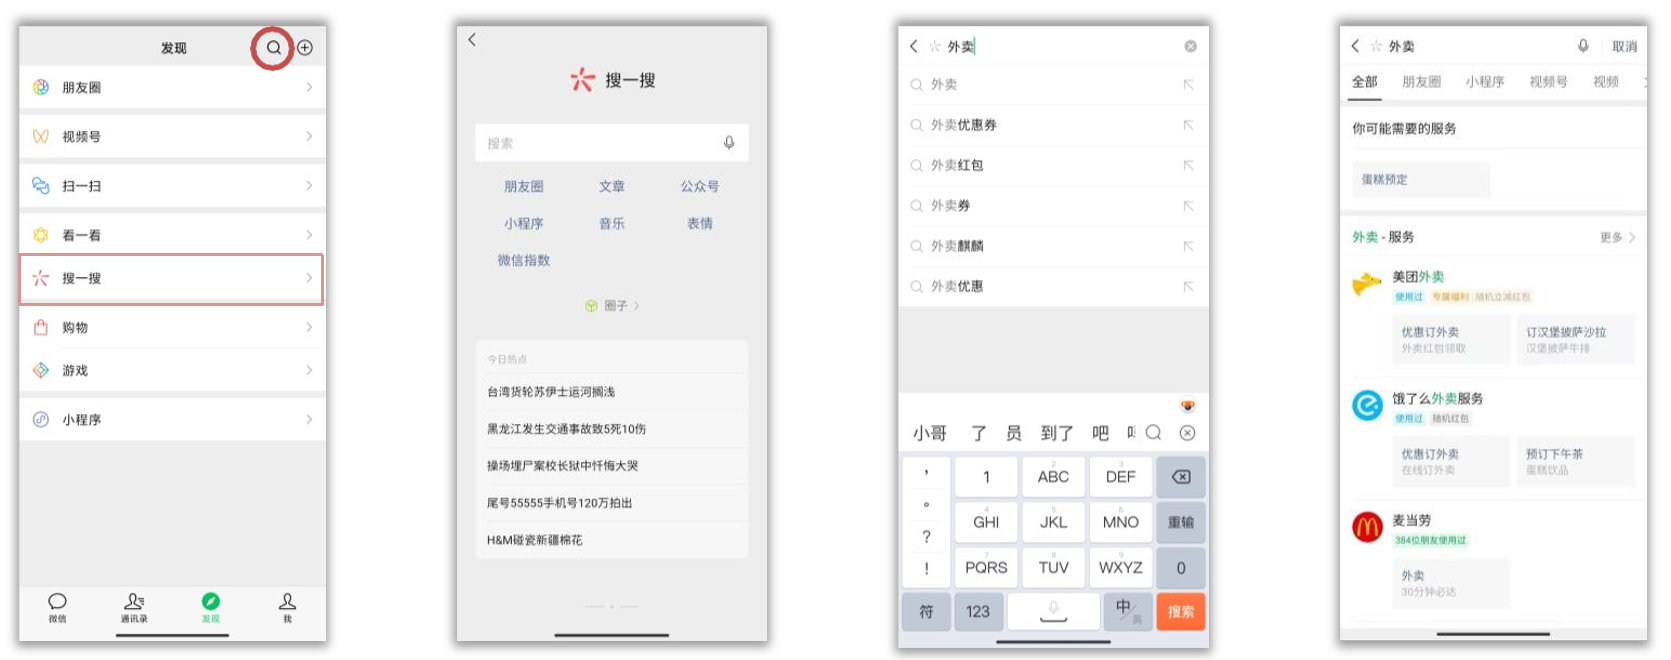 发现
朋友圈
视频号
扫一扫
看一看
搜一搜
购物
游戏
小程序
微信 通讯录 发现 我
搜一搜
搜索
朋友圈 文章 公众号
小程序 音乐 表情
微信指数
圈子
今日热点
台湾货轮苏伊士运河搁浅
黑龙江发生交通事故致5死10伤
操场埋尸案校长狱中忏悔大哭
尾号55555手机号120万拍出
H&M碰瓷新疆棉花
外卖
外卖
外卖优惠券
外卖红包
外卖券
外卖麒麟
外卖优惠
小哥 了 员 到了 吧
, 1 2 ABC 3 DEF
。 4 GHI 5 JKL 6 MNO 重输
? 7 PQRS 8 TUV 9 WXYZ 0
!
符 123 中/英 搜索
外卖 取消
全部 朋友圈 小程序 视频号 视频
你可能需要的服务
蛋糕预定
外卖 - 服务 更多
美团外卖
使用过 专属福利 随机立减红包
优惠订外卖 订汉堡披萨沙拉
外卖红包领取 汉堡披萨牛排
饿了么外卖服务
使用过 随机红包
优惠订外卖 预订下午茶
在线订外卖 蛋糕饮品
麦当劳
384位朋友使用过
外卖
30分钟必达